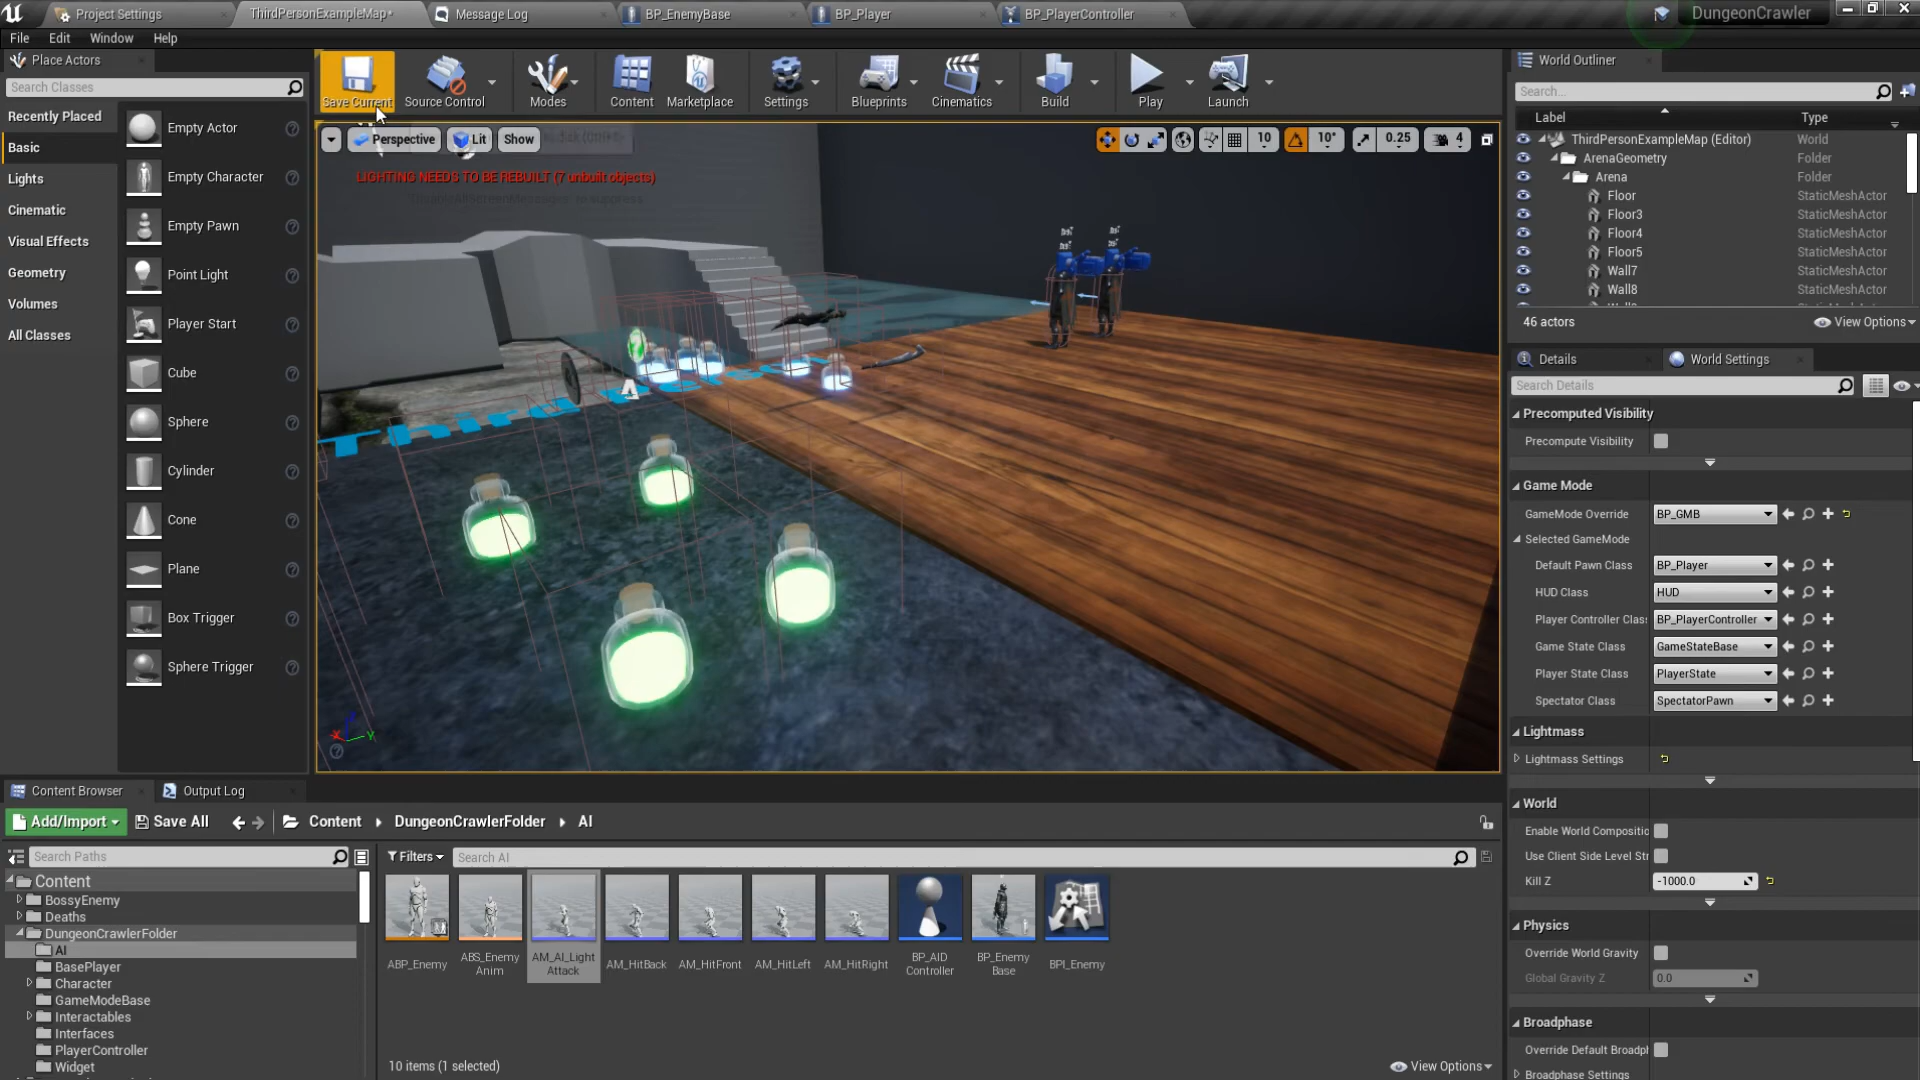 Project Settings
ThirdPersonExampleMap*
Message Log
BP_EnemyBase
BP_Player
BP_PlayerController
DungeonCrawler
File Edit Window Help
Place Actors
Search Classes
Recently Placed
Basic
Lights
Cinematic
Visual Effects
Geometry
Volumes
All Classes
Empty Actor
Empty Character
Empty Pawn
Point Light
Player Start
Cube
Sphere
Cylinder
Cone
Plane
Box Trigger
Sphere Trigger
Save Current
Source Control
Modes
Content
Marketplace
Settings
Blueprints
Cinematics
Build
Play
Launch
Perspective
Lit
Show
10
10°
0.25
4
LIGHTING NEEDS TO BE REBUILT (7 unbuilt objects)
X
Y
World Outliner
Search...
Label Type
ThirdPersonExampleMap (Editor) World
ArenaGeometry Folder
Arena Folder
Floor StaticMeshActor
Floor3 StaticMeshActor
Floor4 StaticMeshActor
Floor5 StaticMeshActor
Wall7 StaticMeshActor
Wall8 StaticMeshActor
46 actors
View Options
Details
World Settings
Search Details
Precomputed Visibility
Precompute Visibility
Game Mode
GameMode Override BP_GMB
Selected GameMode
Default Pawn Class BP_Player
HUD Class HUD
Player Controller Clas BP_PlayerController
Game State Class GameStateBase
Player State Class PlayerState
Spectator Class SpectatorPawn
Lightmass
Lightmass Settings
World
Enable World Compositio
Use Client Side Level Str
Kill Z -1000.0
Physics
Override World Gravity
Global Gravity Z 0.0
Broadphase
Override Default Broadpl
Broadphase Settings
Content Browser
Output Log
Add/Import
Save All
Content
DungeonCrawlerFolder
AI
Search Paths
Filters
Search AI
Content
BossyEnemy
Deaths
DungeonCrawlerFolder
AI
BasePlayer
Character
GameModeBase
Interactables
Interfaces
PlayerController
Widget
ABP_Enemy
ABS_Enemy
Anim
AM_AI_Light
Attack
AM_HitBack
AM_HitFront
AM_HitLeft
AM_HitRight
BP_AID
Controller
BP_Enemy
Base
BPI_Enemy
10 items (1 selected)
View Options